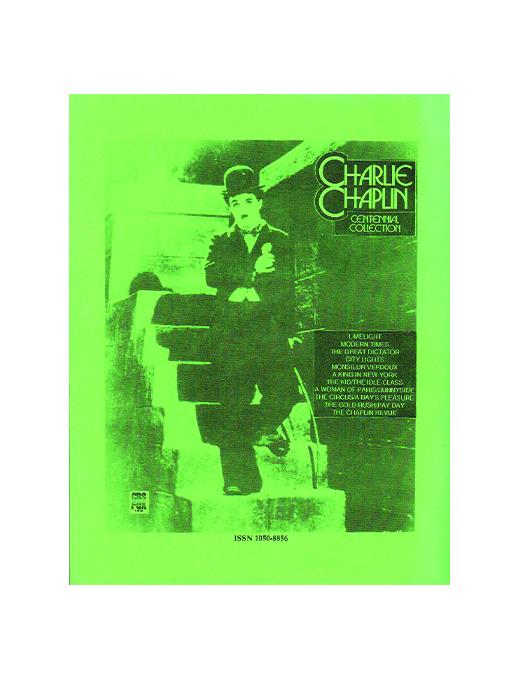 CHARLIE
CHAPLIN
CENTENNIAL
COLLECTION
LIMELIGHT
MODERN TIMES
THE GREAT DICTATOR
CITY LIGHTS
MONSIEUR VERDOUX
A KING IN NEW YORK
THE KID/THE IDLE CLASS
A WOMAN OF PARIS/SUNNYSIDE
THE CIRCUS/A DAY'S PLEASURE
THE GOLD RUSH/PAY DAY
THE CHAPLIN REVUE
CBS
FOX
ISSN 1050-8856